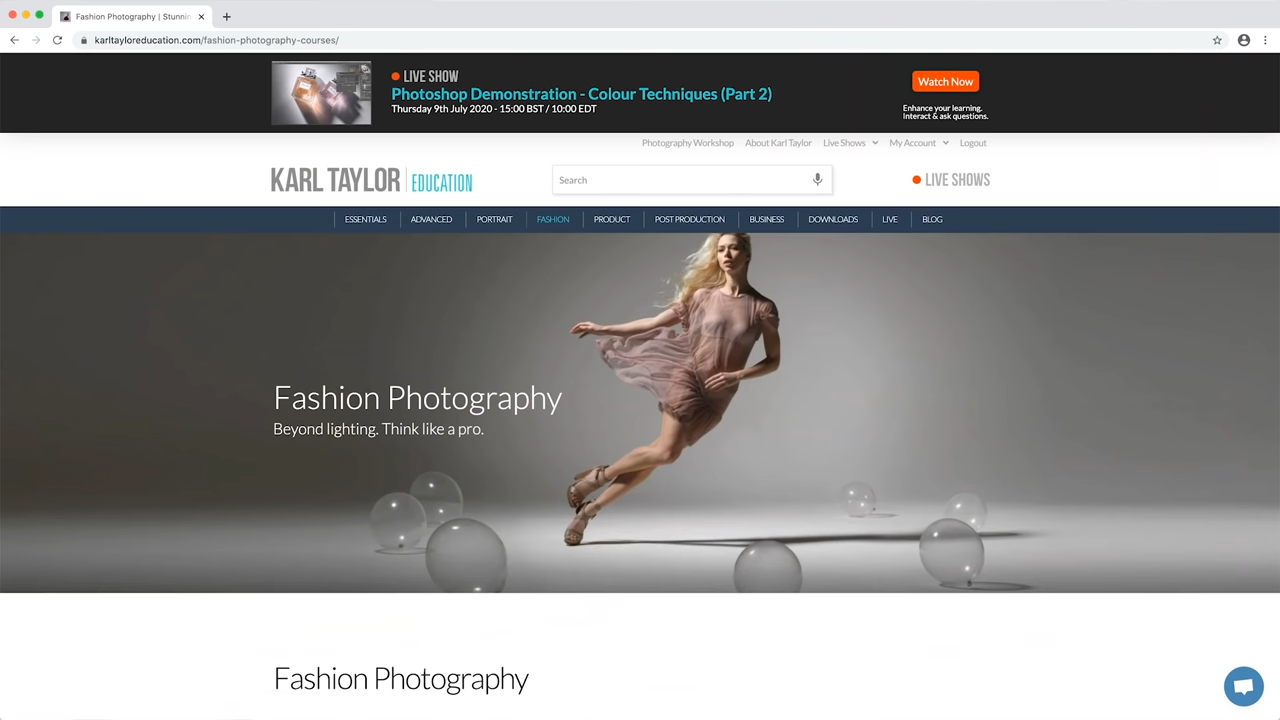 Fashion Photography | Stunnin
karltayloreducation.com/fashion-photography-courses/
LIVE SHOW
Photoshop Demonstration - Colour Techniques (Part 2)
Thursday 9th July 2020 - 15:00 BST / 10:00 EDT
Watch Now
Enhance your learning.
Interact & ask questions.
Photography Workshop About Karl Taylor Live Shows My Account Logout
KARL TAYLOR | EDUCATION
Search
LIVE SHOWS
ESSENTIALS ADVANCED PORTRAIT FASHION PRODUCT POST PRODUCTION BUSINESS DOWNLOADS LIVE BLOG
Fashion Photography
Beyond lighting. Think like a pro.
Fashion Photography